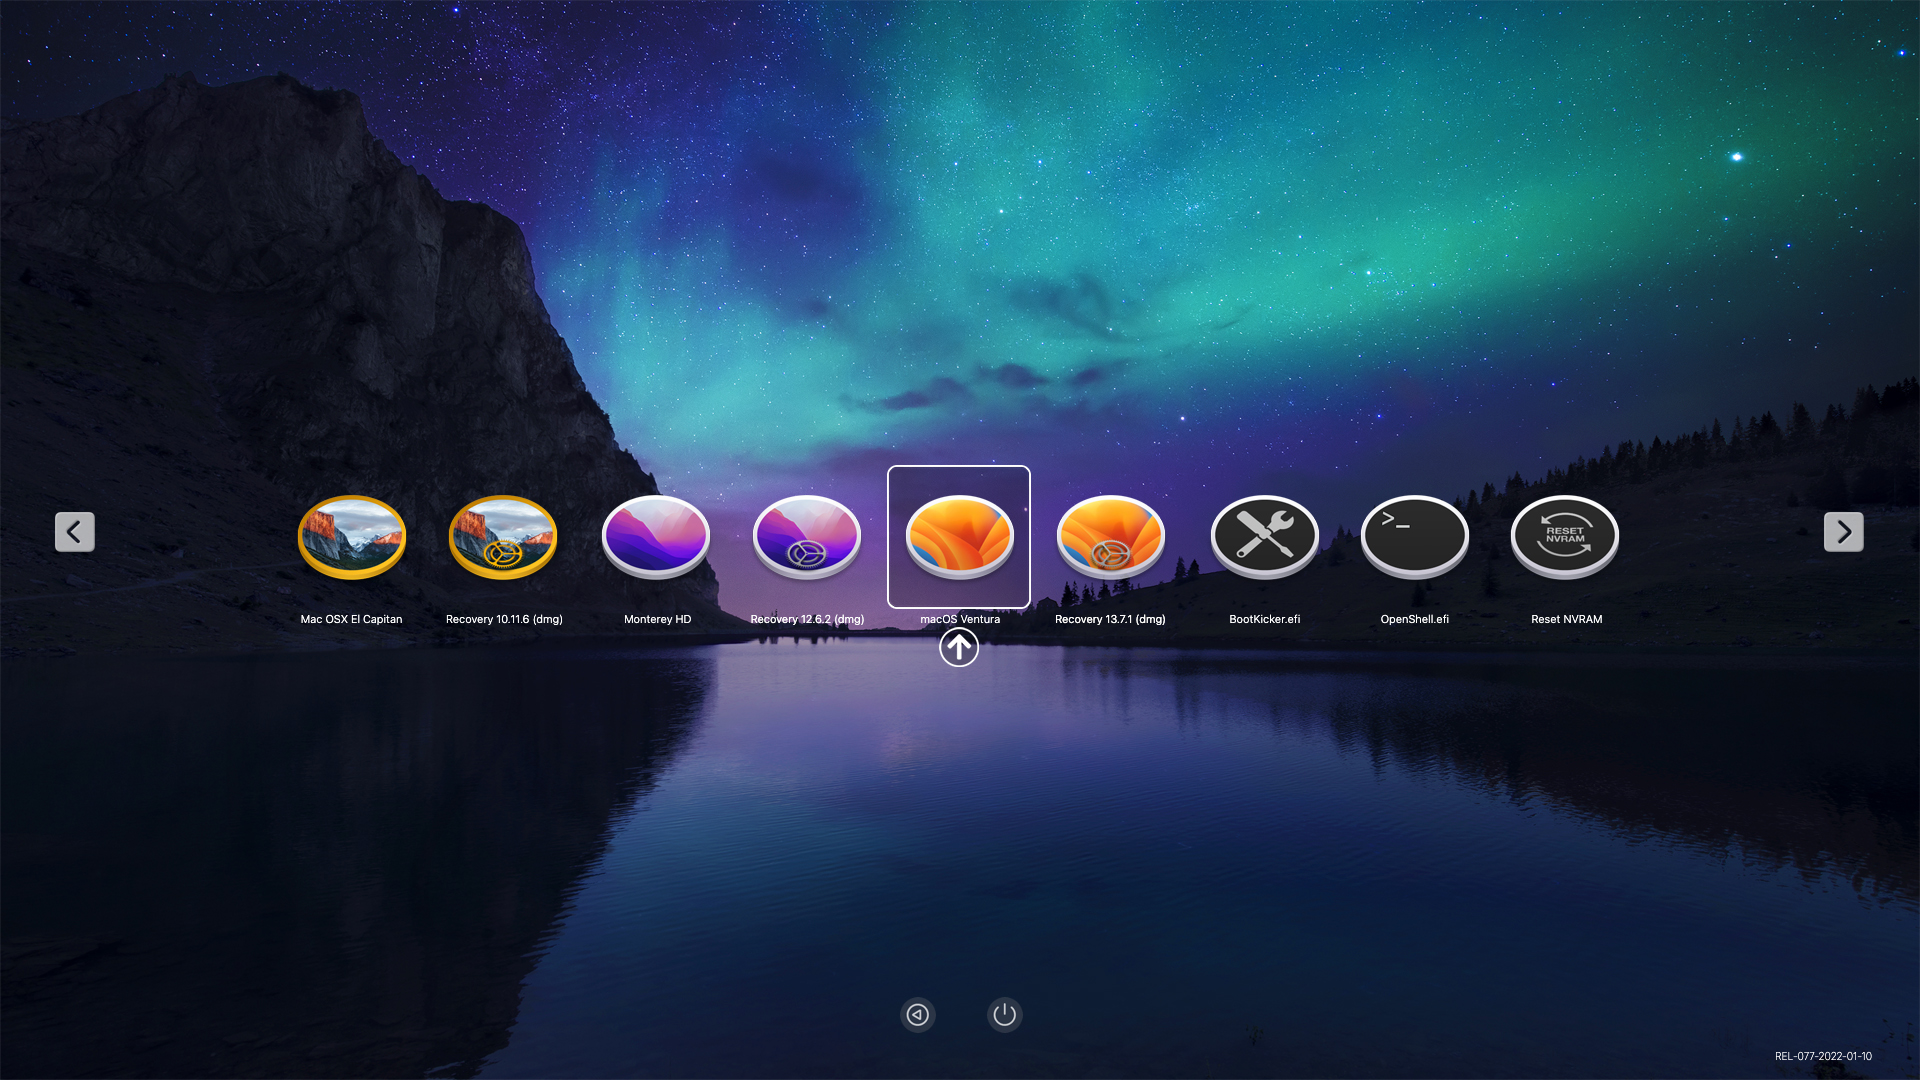 RESET
NVRAM
Mac OSX El Capitan
Recovery 10.11.6 (dmg)
Monterey HD
Recovery 12.6.2 (dmg)
macOS Ventura
Recovery 13.7.1 (dmg)
BootKicker.efi
OpenShell.efi
Reset NVRAM
REL-077-2022-01-10